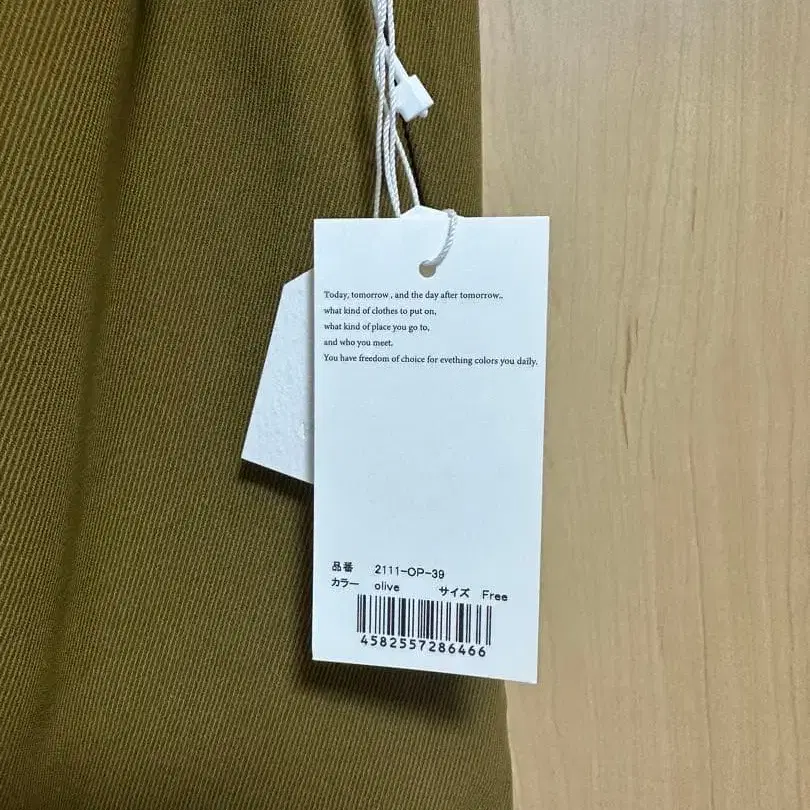 Today, tomorrow , and the day after tomorrow..
what kind of clothes to put on,
what kind of place you go to,
and who you meet.
You have freedom of choice for evething colors you daily.
品番 2111-OP-39
カラー olive サイズ Free
4582557286466